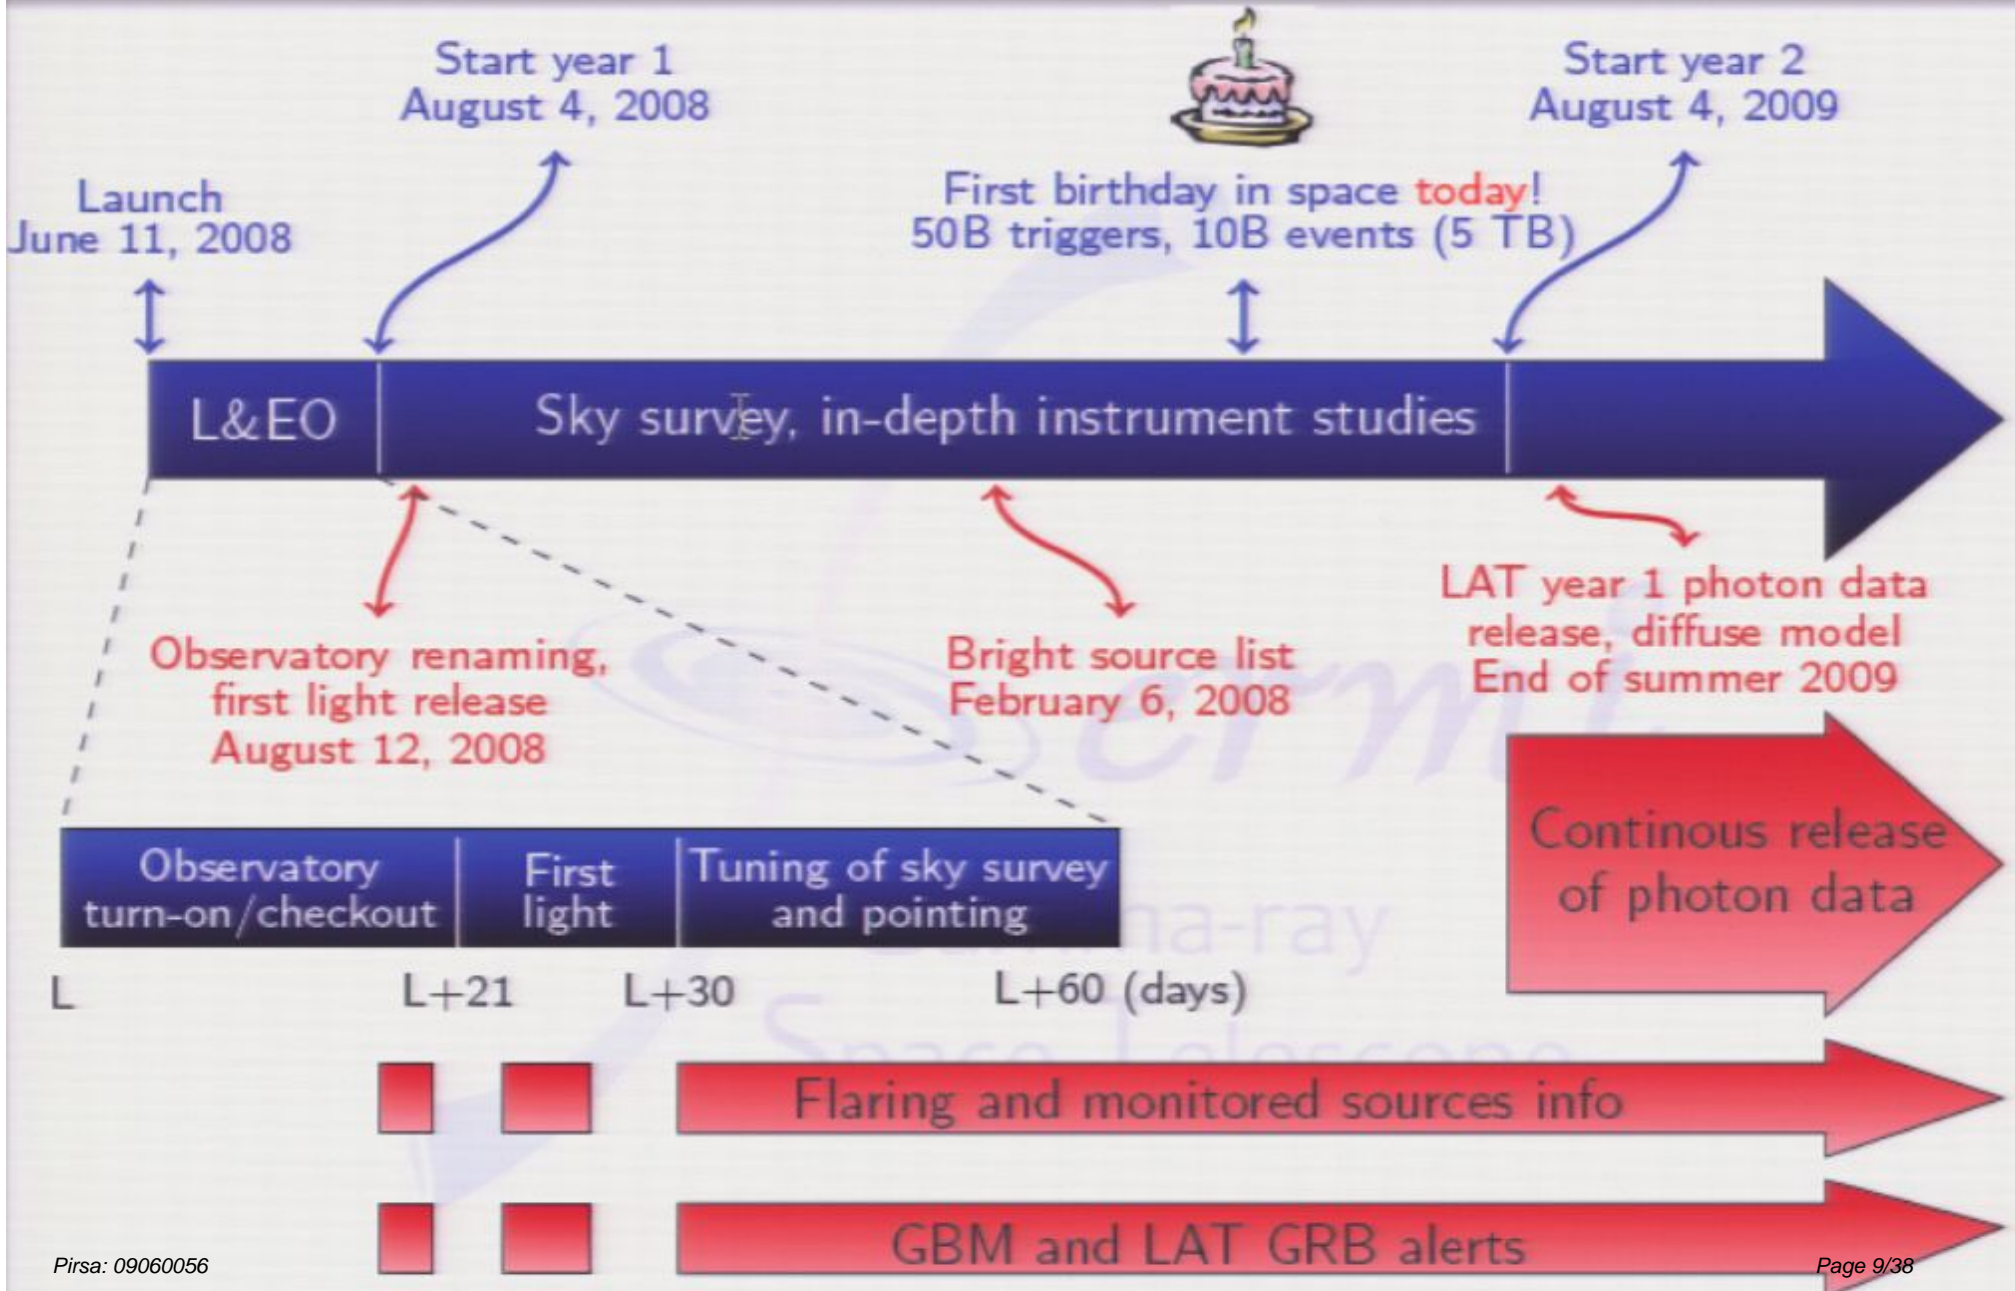 Start year 1
August 4, 2008
Start year 2
August 4, 2009
Launch
June 11, 2008
First birthday in space today!
50B triggers, 10B events (5 TB)
L&EO
Sky survey, in-depth instrument studies
Observatory renaming,
first light release
August 12, 2008
Bright source list
February 6, 2008
LAT year 1 photon data
release, diffuse model
End of summer 2009
ermi
Continous release
of photon data
Observatory
turn-on/checkout
First
light
Tuning of sky survey
and pointing
Gamma-ray
L
L+21
L+30
L+60 (days)
Space Telescope
Flaring and monitored sources info
GBM and LAT GRB alerts
Pirsa: 09060056
Page 9/38